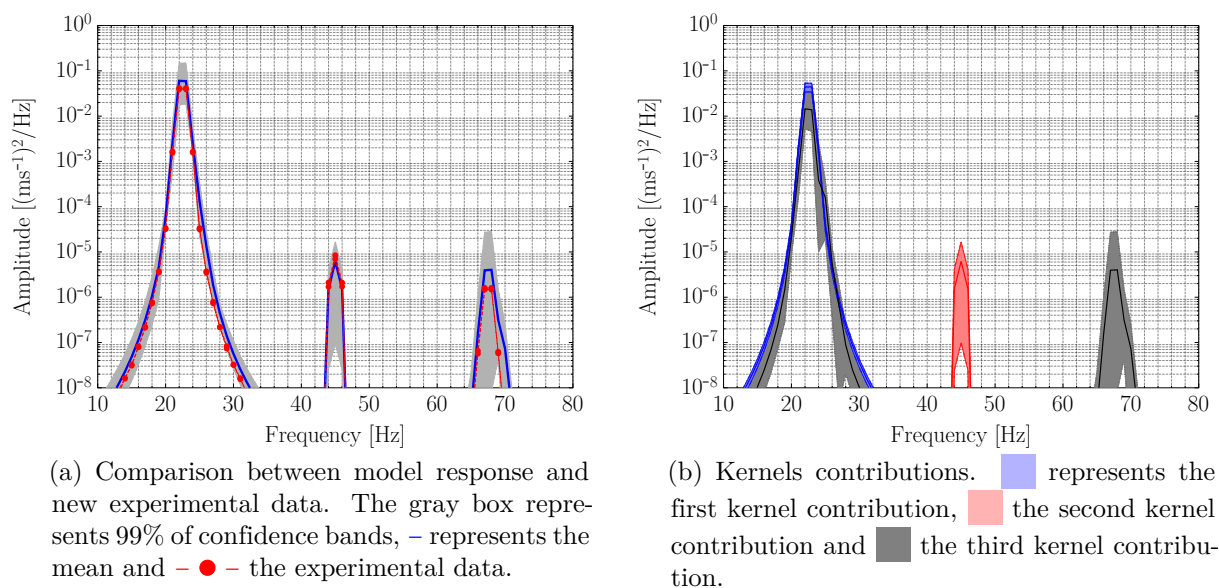 10^0
10^-1
10^-2
10^-3
10^-4
10^-5
10^-6
10^-7
10^-8
Amplitude [(ms^-1)^2/Hz]
10 20 30 40 50 60 70 80
Frequency [Hz]
(a) Comparison between model response and
new experimental data. The gray box repre-
sents 99% of confidence bands, – represents the
mean and – ● – the experimental data.
10^0
10^-1
10^-2
10^-3
10^-4
10^-5
10^-6
10^-7
10^-8
Amplitude [(ms^-1)^2/Hz]
10 20 30 40 50 60 70 80
Frequency [Hz]
(b) Kernels contributions. represents the
first kernel contribution, the second kernel
contribution and the third kernel contribu-
tion.